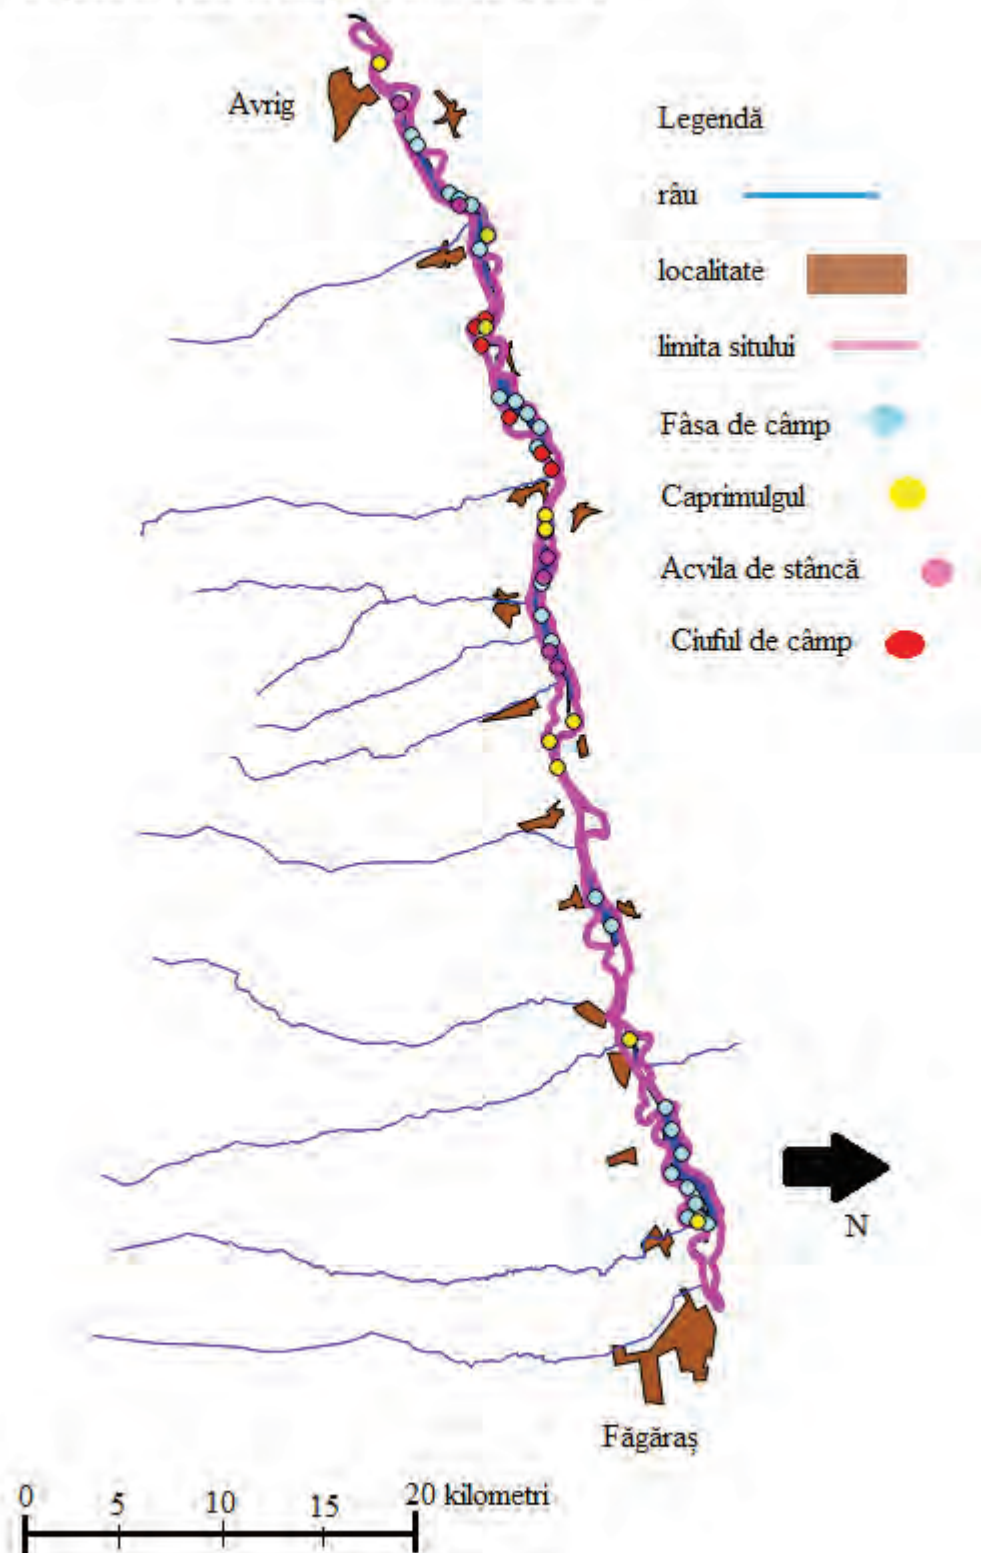 Avrig
Legendă
râu
localitate
limita sitului
Fâsa de câmp
Caprimulgul
Acvila de stâncă
Ciuful de câmp
N
Făgăraș
0 5 10 15 20 kilometri